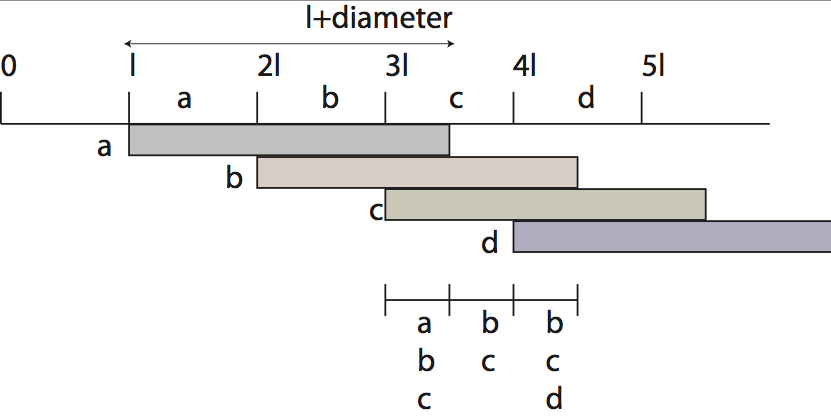 l+diameter
0 l 2l 3l 4l 5l
a b c d
a
b
c
d
a b b
b c c
c d